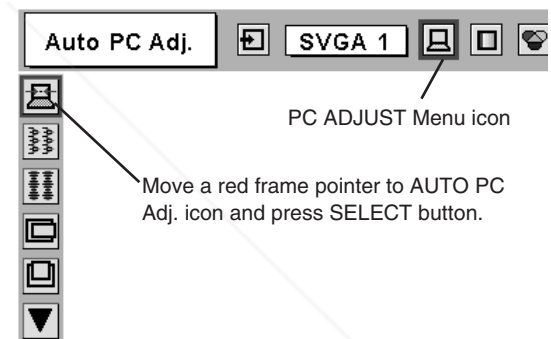 Auto PC Adj.
SVGA 1
PC ADJUST Menu icon
Move a red frame pointer to AUTO PC
Adj. icon and press SELECT button.